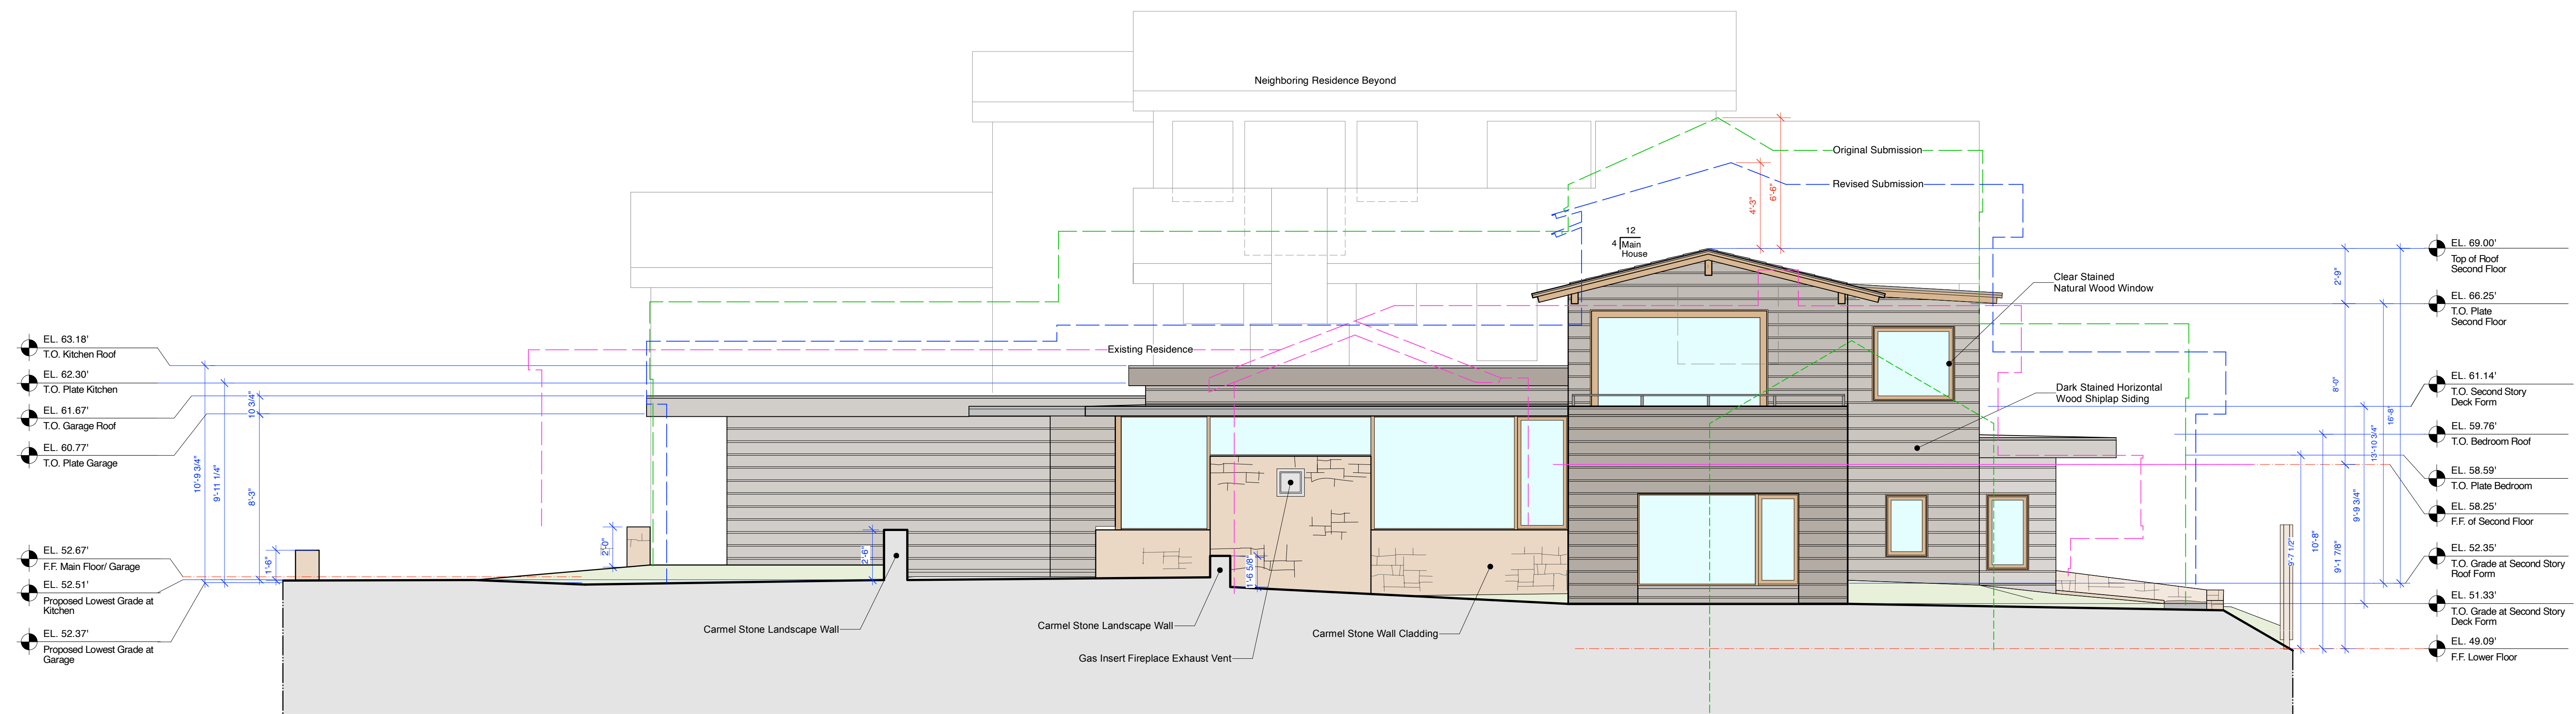 Neighboring Residence Beyond
Original Submission
Revised Submission
4'-3"
6'-6"
12
4 Main
House
Existing Residence
Clear Stained
Natural Wood Window
Dark Stained Horizontal
Wood Shiplap Siding
EL. 63.18'
T.O. Kitchen Roof
EL. 62.30'
T.O. Plate Kitchen
EL. 61.67'
T.O. Garage Roof
EL. 60.77'
T.O. Plate Garage
EL. 52.67'
F.F. Main Floor/ Garage
EL. 52.51'
Proposed Lowest Grade at
Kitchen
EL. 52.37'
Proposed Lowest Grade at
Garage
10'-9 3/4"
9'-11 1/4"
8'-3"
10 3/4"
1'-6"
2'-0"
2'-6"
1'-6 5/8"
Carmel Stone Landscape Wall
Carmel Stone Landscape Wall
Gas Insert Fireplace Exhaust Vent
Carmel Stone Wall Cladding
9'-7 1/2"
10'-8"
9'-1 7/8"
8'-0"
2'-9"
9'-9 3/4"
13'-10 3/4"
16'-8"
EL. 69.00'
Top of Roof
Second Floor
EL. 66.25'
T.O. Plate
Second Floor
EL. 61.14'
T.O. Second Story
Deck Form
EL. 59.76'
T.O. Bedroom Roof
EL. 58.59'
T.O. Plate Bedroom
EL. 58.25'
F.F. of Second Floor
EL. 52.35'
T.O. Grade at Second Story
Roof Form
EL. 51.33'
T.O. Grade at Second Story
Deck Form
EL. 49.09'
F.F. Lower Floor